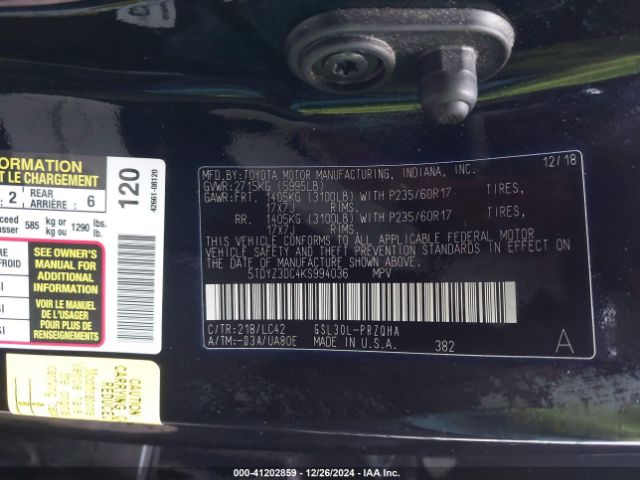 MFD.BY:TOYOTA MOTOR MANUFACTURING, INDIANA, INC. 12/18
GVWR:2715KG (5995LB)
GAWR:FRT. 1405KG (3100LB) WITH P235/60R17 TIRES,
17X7J RIMS,
RR. 1405KG (3100LB) WITH P235/60R17 TIRES,
17X7J RIMS.
THIS VEHICLE CONFORMS TO ALL APPLICABLE FEDERAL MOTOR
VEHICLE SAFETY AND THEFT PREVENTION STANDARDS IN EFFECT ON
THE DATE OF MANUFACTURE SHOWN ABOVE.
5TDYZ3DC4KS994036 MPV
C/TR:218/LC42 GSL30L-PRZQHA
A/TM:-03A/UA80E MADE IN U.S.A. 382 A
FORMATION
T LE CHARGEMENT
2 REAR ARRIÈRE 6
585 kg or kg ou 1290 lbs. lb.
120
42661-08120
SEE OWNER'S
MANUAL FOR
ADDITIONAL
INFORMATION
Voir le manuel
de l'usager
pour plus de
renseignements
000-41202859 - 12/26/2024 - IAA, Inc.